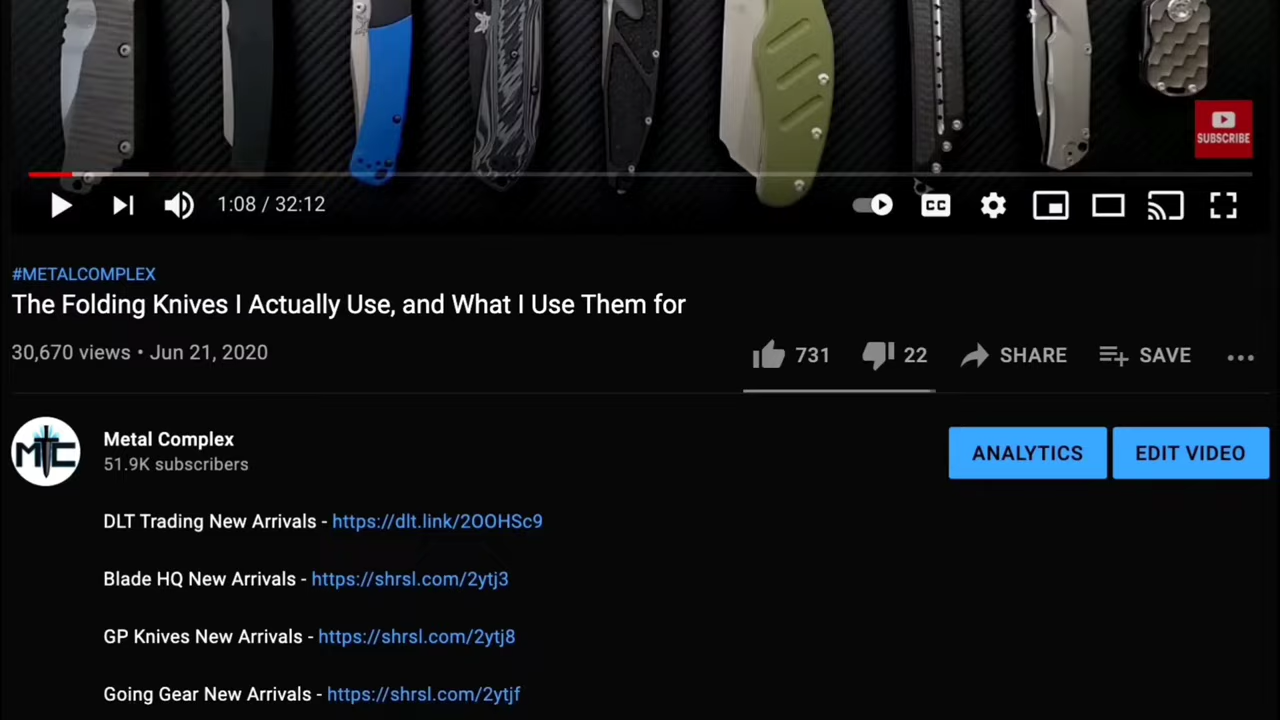 SUBSCRIBE
1:08 / 32:12
CC
#METALCOMPLEX
The Folding Knives I Actually Use, and What I Use Them for
30,670 views • Jun 21, 2020
731 22 SHARE SAVE
MTC
Metal Complex
51.9K subscribers
ANALYTICS EDIT VIDEO
DLT Trading New Arrivals - https://dlt.link/2OOHSc9
Blade HQ New Arrivals - https://shrsl.com/2ytj3
GP Knives New Arrivals - https://shrsl.com/2ytj8
Going Gear New Arrivals - https://shrsl.com/2ytjf